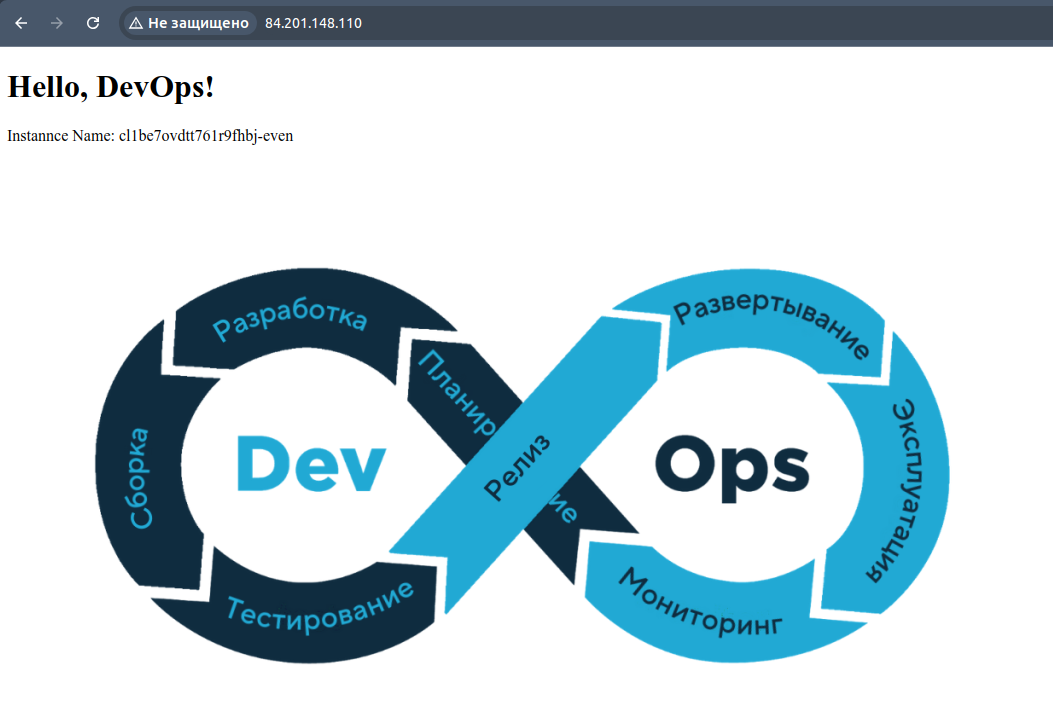 Не защищено 84.201.148.110
Hello, DevOps!
Instannce Name: cl1be7ovdtt761r9fhbj-even
Разработка
Развертывание
Планир
Релиз
ие
Сборка
Dev
Ops
Эксплуатация
Тестирование
Мониторинг